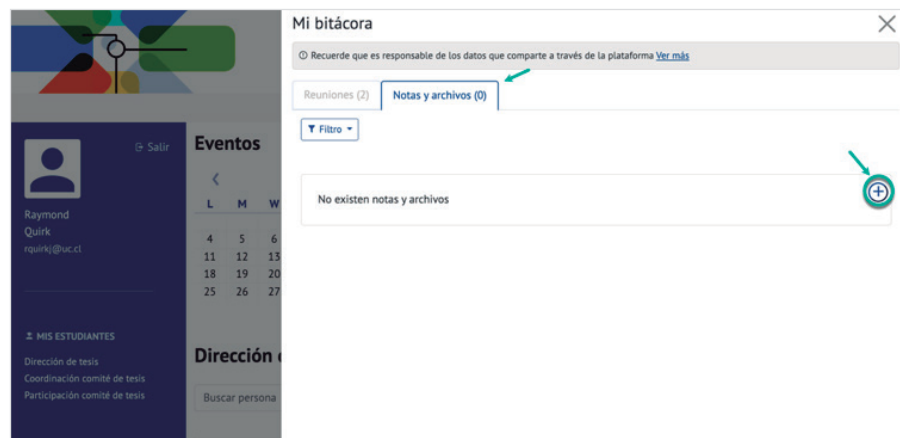 Mi bitácora
Recuerde que es responsable de los datos que comparte a través de la plataforma Ver más
Reuniones (2) Notas y archivos (0)
Filtro
No existen notas y archivos
Salir
Raymond
Quirk
rquirkj@uc.cl
MIS ESTUDIANTES
Dirección de tesis
Coordinación comité de tesis
Participación comité de tesis
Eventos
L M W
4 5 6
11 12 13
18 19 20
25 26 27
Dirección
Buscar persona